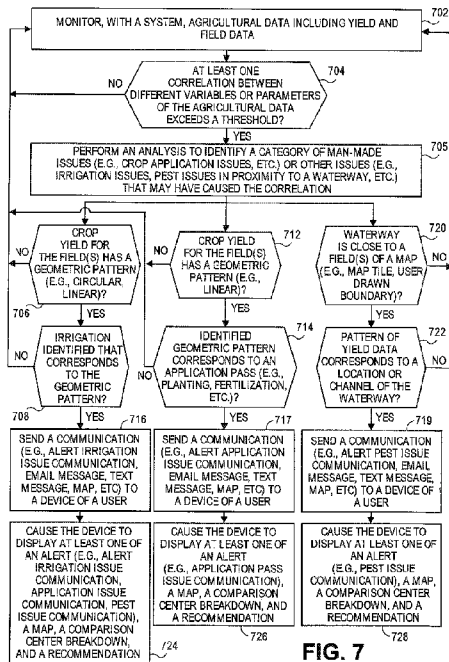 MONITOR, WITH A SYSTEM, AGRICULTURAL DATA INCLUDING YIELD AND
FIELD DATA
702
NO
AT LEAST ONE
CORRELATION BETWEEN
DIFFERENT VARIABLES OR PARAMETERS
OF THE AGRICULTURAL DATA
EXCEEDS A THRESHOLD?
704
YES
705
PERFORM AN ANALYSIS TO IDENTIFY A CATEGORY OF MAN-MADE
ISSUES (E.G., CROP APPLICATION ISSUES, ETC.) OR OTHER ISSUES (E.G.,
IRRIGATION ISSUES, PEST ISSUES IN PROXIMITY TO A WATERWAY, ETC.)
THAT MAY HAVE CAUSED THE CORRELATION
CROP
YIELD FOR
THE FIELD(S) HAS A
GEOMETRIC PATTERN
(E.G., CIRCULAR,
LINEAR)?
NO
706
YES
712
CROP YIELD
FOR THE FIELD(S)
HAS A GEOMETRIC
PATTERN (E.G.,
LINEAR)?
NO
YES
720
WATERWAY
IS CLOSE TO A
FIELD(S) OF A MAP
(E.G., MAP TILE, USER
DRAWN
BOUNDARY)?
NO
YES
IRRIGATION
IDENTIFIED THAT
CORRESPONDS
TO THE
GEOMETRIC
PATTERN?
NO
708
YES
714
IDENTIFIED
GEOMETRIC PATTERN
CORRESPONDS TO AN
APPLICATION PASS (E.G.,
PLANTING, FERTILIZATION,
ETC.)?
NO
YES
722
PATTERN OF
YIELD DATA
CORRESPONDS TO A
LOCATION OR
CHANNEL OF THE
WATERWAY?
NO
YES
716
SEND A COMMUNICATION
(E.G., ALERT IRRIGATION
ISSUE COMMUNICATION,
EMAIL MESSAGE, TEXT
MESSAGE, MAP, ETC) TO
A DEVICE OF A USER
717
SEND A COMMUNICATION
(E.G., ALERT APPLICATION
ISSUE COMMUNICATION,
EMAIL MESSAGE, TEXT
MESSAGE, MAP, ETC) TO
A DEVICE OF A USER
719
SEND A COMMUNICATION
(E.G., ALERT PEST ISSUE
COMMUNICATION, EMAIL
MESSAGE, TEXT MESSAGE,
MAP, ETC) TO A DEVICE OF
A USER
CAUSE THE DEVICE TO
DISPLAY AT LEAST ONE OF
AN ALERT (E.G., ALERT
IRRIGATION ISSUE
COMMUNICATION,
APPLICATION ISSUE
COMMUNICATION, PEST
ISSUE COMMUNICATION),
A MAP, A COMPARISON
CENTER BREAKDOWN,
AND A RECOMMENDATION
724
CAUSE THE DEVICE TO
DISPLAY AT LEAST ONE OF
AN ALERT
(E.G., APPLICATION PASS
ISSUE COMMUNICATION),
A MAP, A COMPARISON
CENTER BREAKDOWN, AND
A RECOMMENDATION
726
CAUSE THE DEVICE TO
DISPLAY AT LEAST ONE OF
AN ALERT
(E.G., PEST ISSUE
COMMUNICATION), A MAP,
A COMPARISON CENTER
BREAKDOWN, AND A
RECOMMENDATION
728
FIG. 7